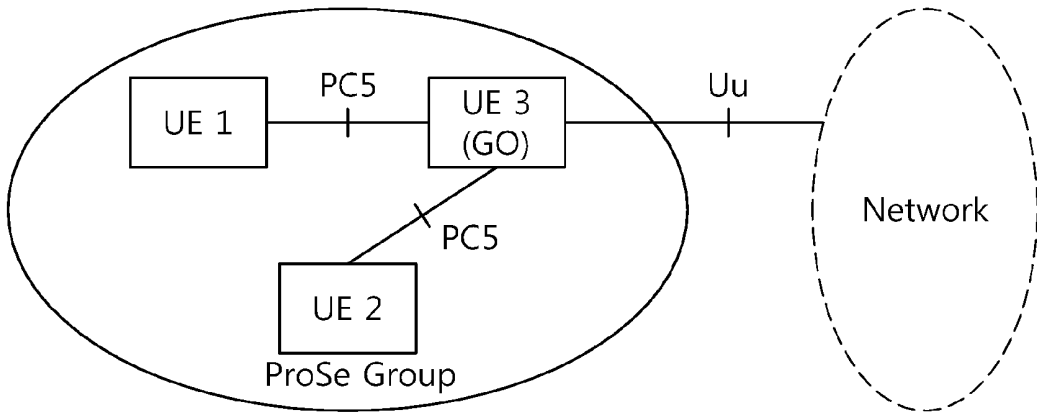 PC5
Uu
UE 1
UE 3
(GO)
Network
PC5
UE 2
ProSe Group